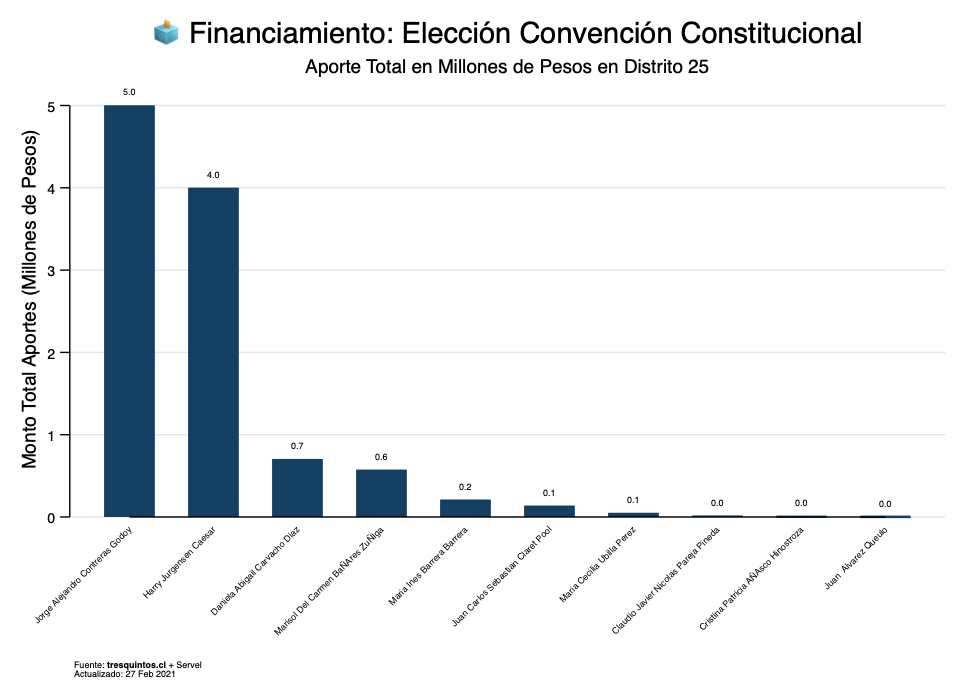 Financiamiento: Elección Convención Constitucional
Aporte Total en Millones de Pesos en Distrito 25
Monto Total Aportes (Millones de Pesos)
5
4
3
2
1
0
5.0
4.0
0.7
0.6
0.2
0.1
0.1
0.0
0.0
0.0
Jorge Alejandro Contreras Godoy
Harry Jurgensen Caesar
Daniela Abigail Carvacho Diaz
Marisol Del Carmen BaÑAres ZuÑiga
Maria Ines Barrera Barrera
Juan Carlos Sebastian Claret Pool
Maria Cecilia Ubilla Perez
Claudio Javier Nicolas Pareja Pineda
Cristina Patricia AÑAsco Hinostroza
Juan Alvarez Queulo
Fuente: tresquintos.cl + Servel
Actualizado: 27 Feb 2021